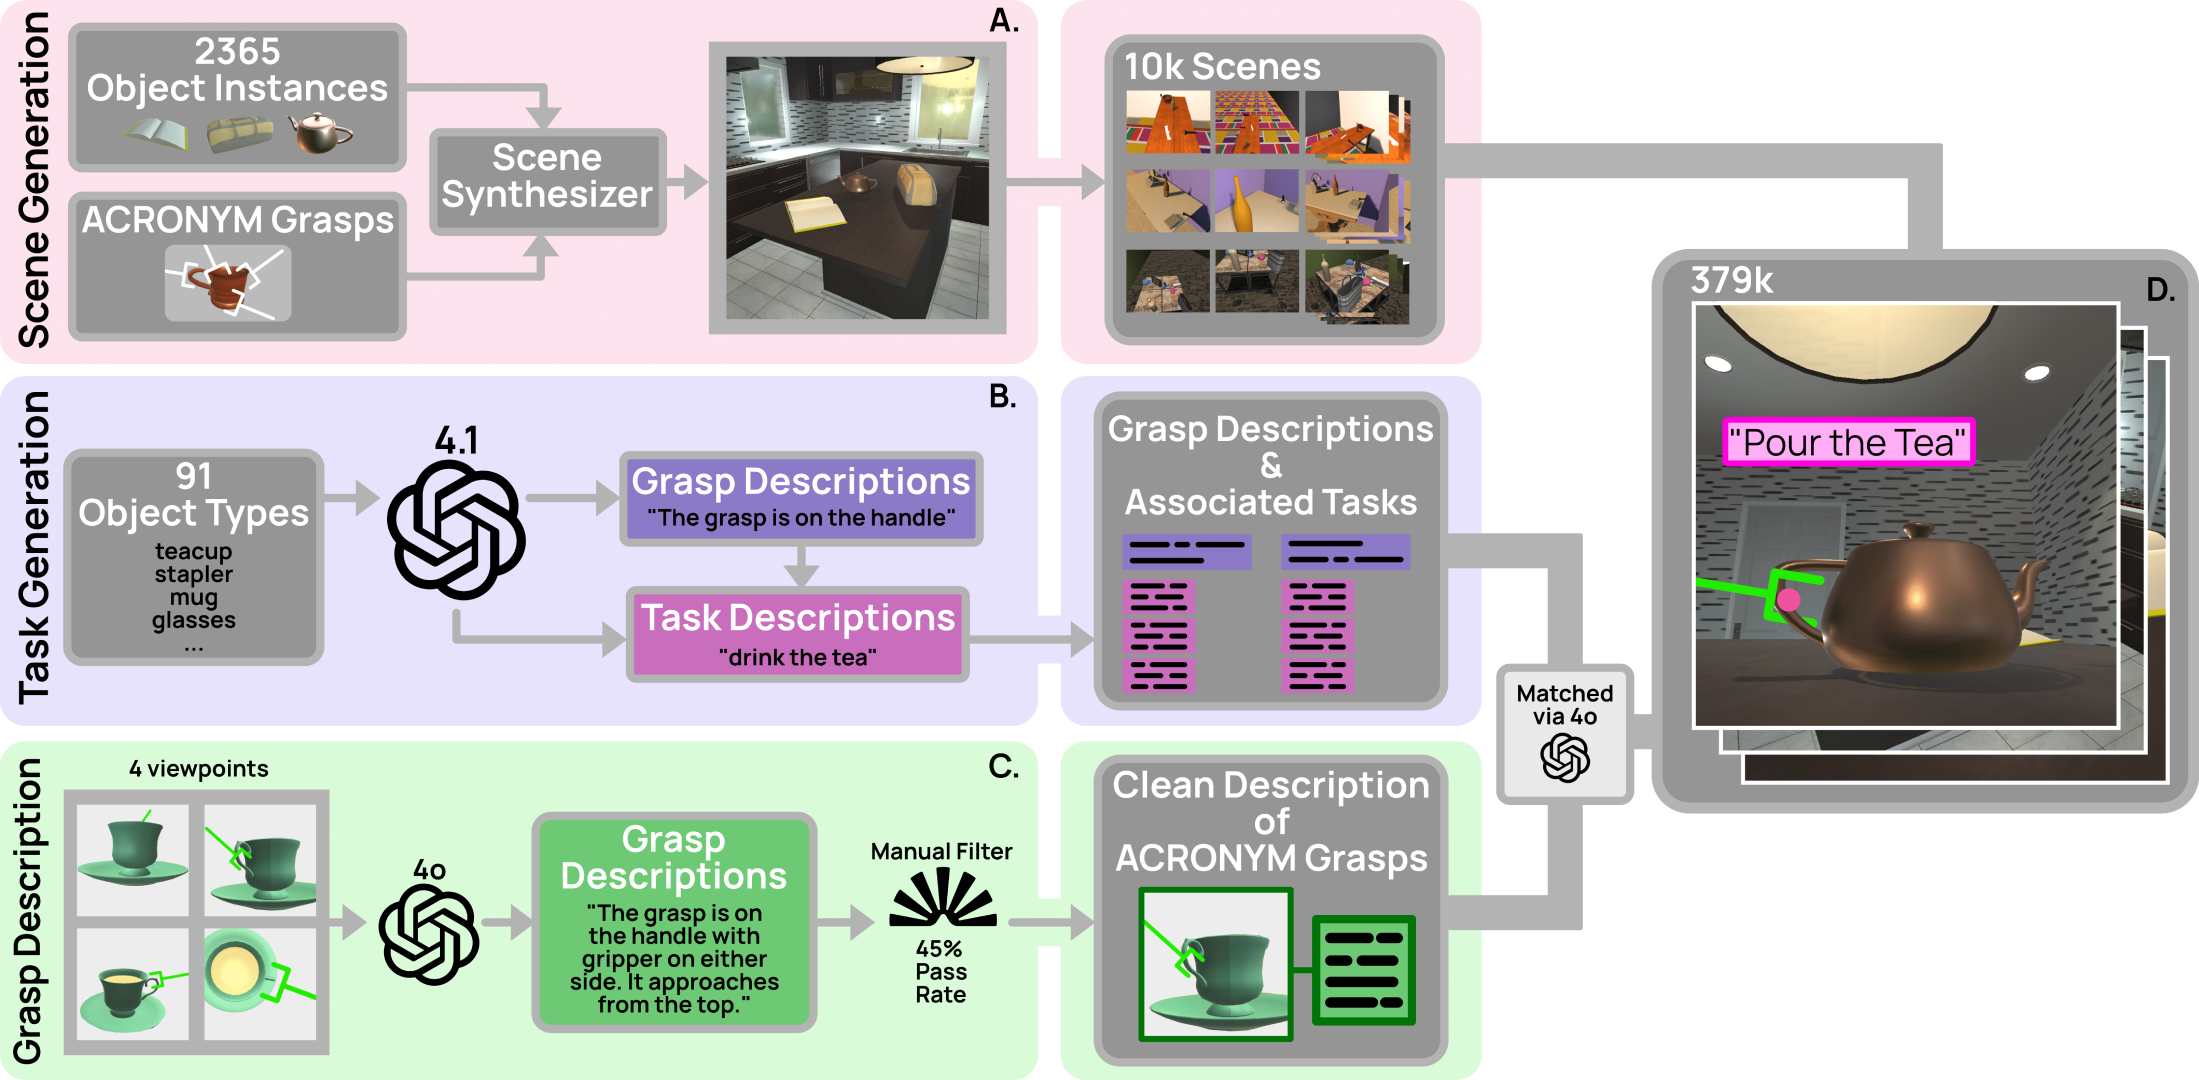 Scene Generation
A.
2365
Object Instances
ACRONYM Grasps
Scene
Synthesizer
10k Scenes
Task Generation
B.
91
Object Types
teacup
stapler
mug
glasses
...
4.1
Grasp Descriptions
"The grasp is on the handle"
Task Descriptions
"drink the tea"
Grasp Descriptions
&
Associated Tasks
Grasp Description
C.
4 viewpoints
4o
Grasp
Descriptions
"The grasp is on
the handle with
gripper on either
side. It approaches
from the top."
Manual Filter
45%
Pass
Rate
Clean Description
of
ACRONYM Grasps
Matched
via 4o
379k
D.
"Pour the Tea"